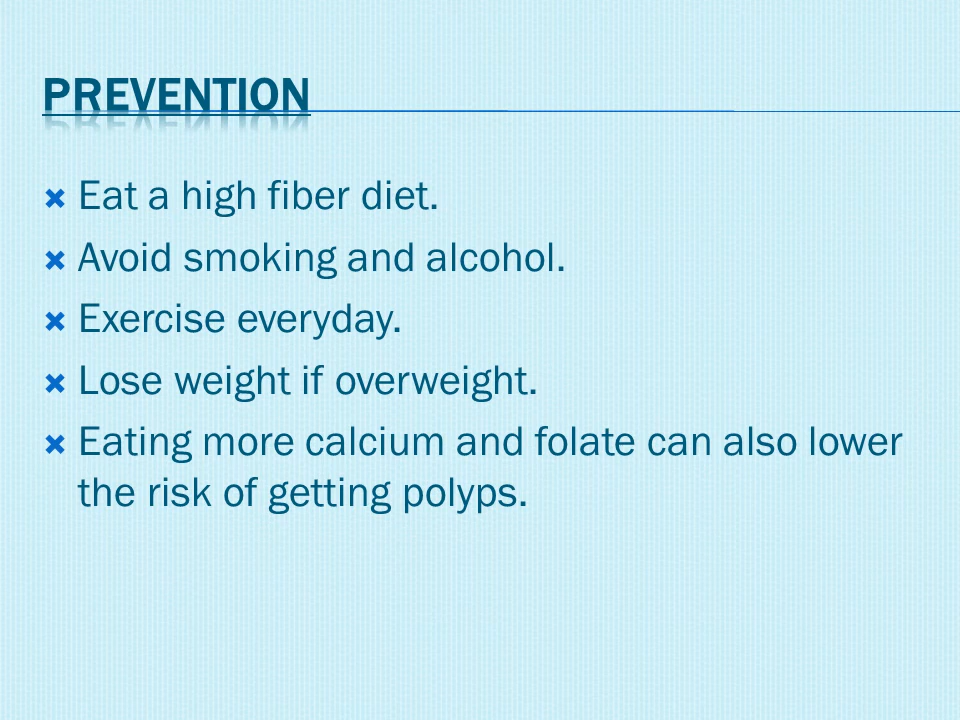 PREVENTION
Eat a high fiber diet.
Avoid smoking and alcohol.
Exercise everyday.
Lose weight if overweight.
Eating more calcium and folate can also lower
the risk of getting polyps.